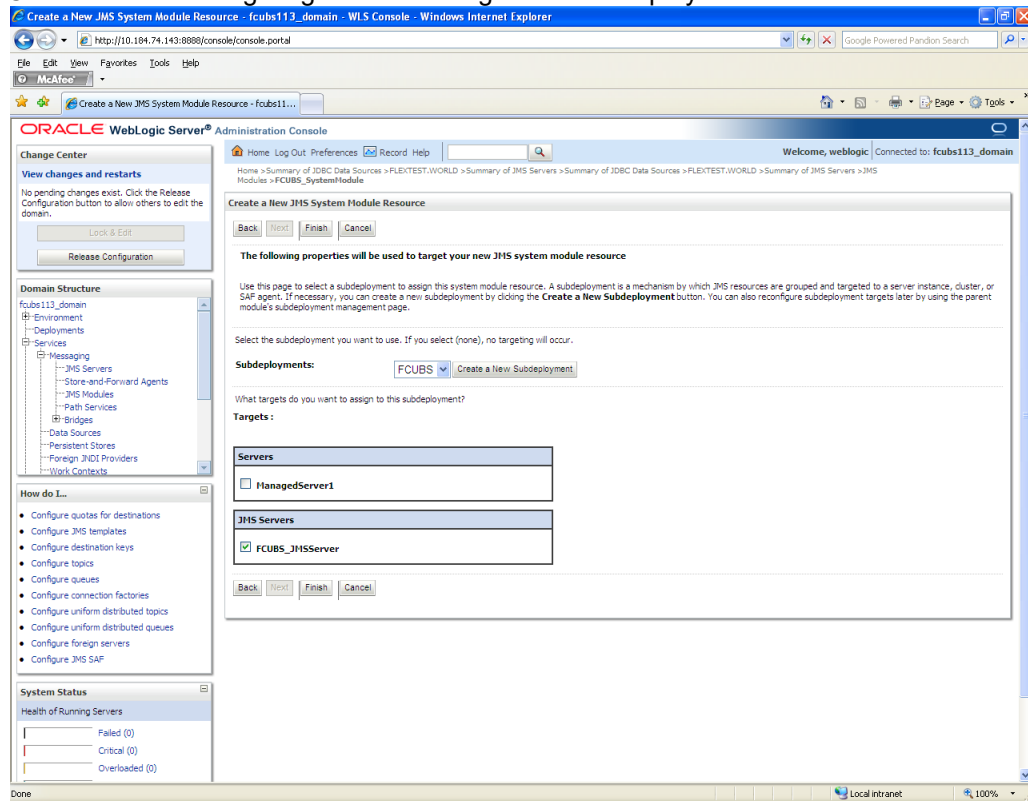 Create a New JMS System Module Resource - fcubs113_domain - WLS Console - Windows Internet Explorer
http://10.184.74.143:8888/console/console.portal
Google Powered Pandion Search
File Edit View Favorites Tools Help
McAfee
Create a New JMS System Module Resource - fcubs11...
Page Tools
ORACLE WebLogic Server® Administration Console
Change Center
View changes and restarts
No pending changes exist. Click the Release
Configuration button to allow others to edit the
domain.
Lock & Edit
Release Configuration
Domain Structure
fcubs113_domain
Environment
Deployments
Services
Messaging
JMS Servers
Store-and-Forward Agents
JMS Modules
Path Services
Bridges
Data Sources
Persistent Stores
Foreign JNDI Providers
Work Contexts
How do I...
Configure quotas for destinations
Configure JMS templates
Configure destination keys
Configure topics
Configure queues
Configure connection factories
Configure uniform distributed topics
Configure uniform distributed queues
Configure foreign servers
Configure JMS SAF
System Status
Health of Running Servers
Failed (0)
Critical (0)
Overloaded (0)
Home Log Out Preferences Record Help
Welcome, weblogic Connected to: fcubs113_domain
Home >Summary of JDBC Data Sources >FLEXTEST.WORLD >Summary of JMS Servers >Summary of JDBC Data Sources >FLEXTEST.WORLD >Summary of JMS Servers >JMS
Modules >FCUBS_SystemModule
Create a New JMS System Module Resource
Back Next Finish Cancel
The following properties will be used to target your new JMS system module resource
Use this page to select a subdeployment to assign this system module resource. A subdeployment is a mechanism by which JMS resources are grouped and targeted to a server instance, cluster, or
SAF agent. If necessary, you can create a new subdeployment by clicking the Create a New Subdeployment button. You can also reconfigure subdeployment targets later by using the parent
module's subdeployment management page.
Select the subdeployment you want to use. If you select (none), no targeting will occur.
Subdeployments: FCUBS Create a New Subdeployment
What targets do you want to assign to this subdeployment?
Targets :
Servers
ManagedServer1
JMS Servers
FCUBS_JMSServer
Back Next Finish Cancel
Done
Local intranet
100%